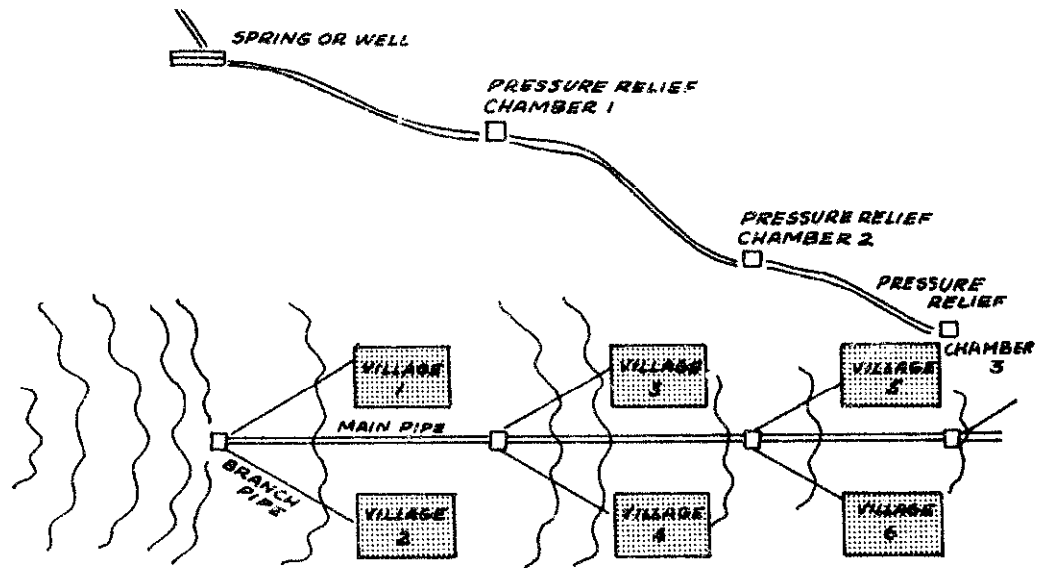 SPRING OR WELL
PRESSURE RELIEF
CHAMBER 1
PRESSURE RELIEF
CHAMBER 2
PRESSURE
RELIEF
CHAMBER
3
VILLAGE
1
VILLAGE
3
VILLAGE
5
MAIN PIPE
BRANCH
PIPE
VILLAGE
2
VILLAGE
4
VILLAGE
6